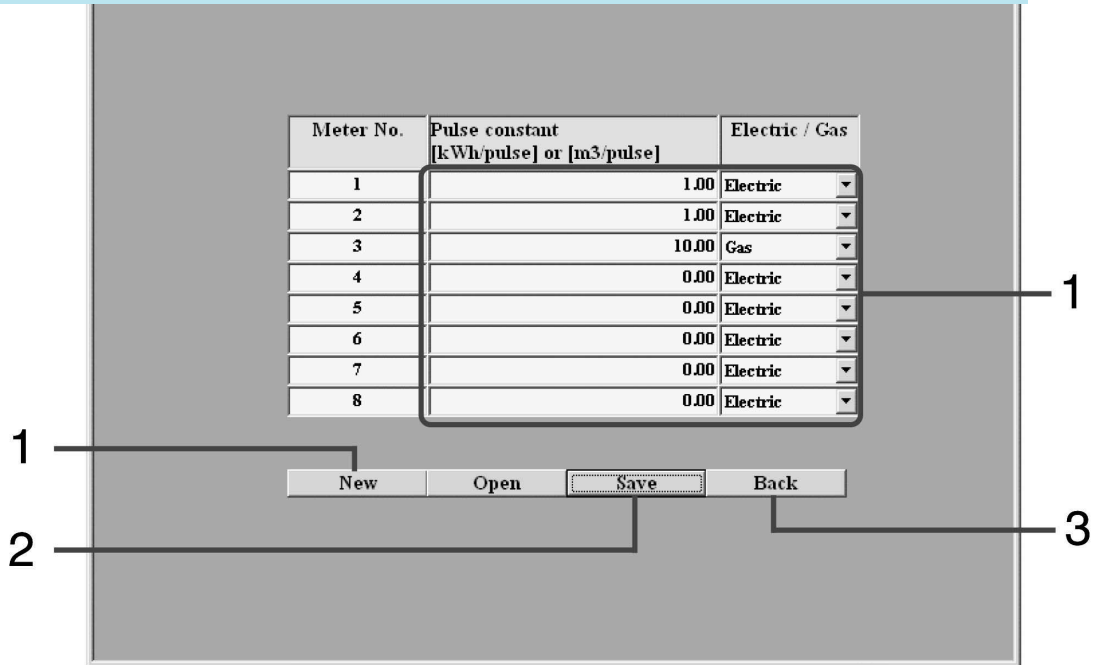 Meter No. Pulse constant Electric / Gas
[kWh/pulse] or [m3/pulse]
1 1.00 Electric
2 1.00 Electric
3 10.00 Gas
4 0.00 Electric
5 0.00 Electric
6 0.00 Electric
7 0.00 Electric
8 0.00 Electric
1
1
New Open Save Back
2
3